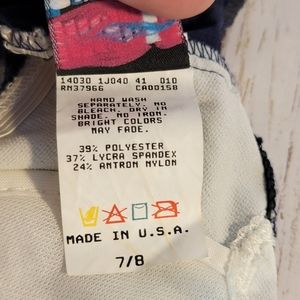 14030 1J040 41 010
RN37966 CA00158
HAND WASH
SEPARATELY. NO
BLEACH. DRY IN
SHADE. NO IRON.
BRIGHT COLORS
MAY FADE.
39% POLYESTER
37% LYCRA SPANDEX
24% ANTRON NYLON
MADE IN U.S.A.
7/8